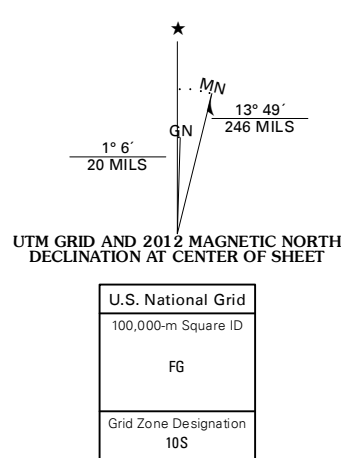 ★
MN
13° 49´
246 MILS
GN
1° 6´
20 MILS
UTM GRID AND 2012 MAGNETIC NORTH
DECLINATION AT CENTER OF SHEET
U.S. National Grid
100,000-m Square ID
FG
Grid Zone Designation
10S